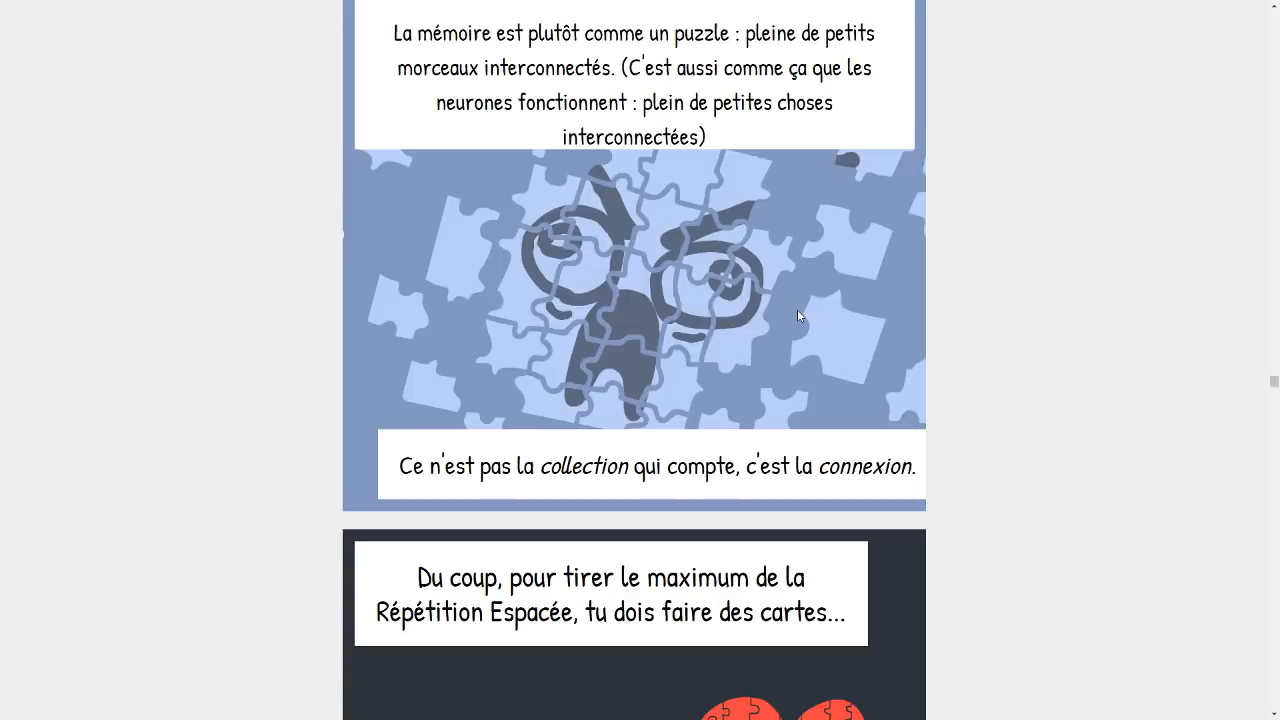 La mémoire est plutôt comme un puzzle : pleine de petits
morceaux interconnectés. (C'est aussi comme ça que les
neurones fonctionnent : plein de petites choses
interconnectées)
Ce n'est pas la collection qui compte, c'est la connexion.
Du coup, pour tirer le maximum de la
Répétition Espacée, tu dois faire des cartes...